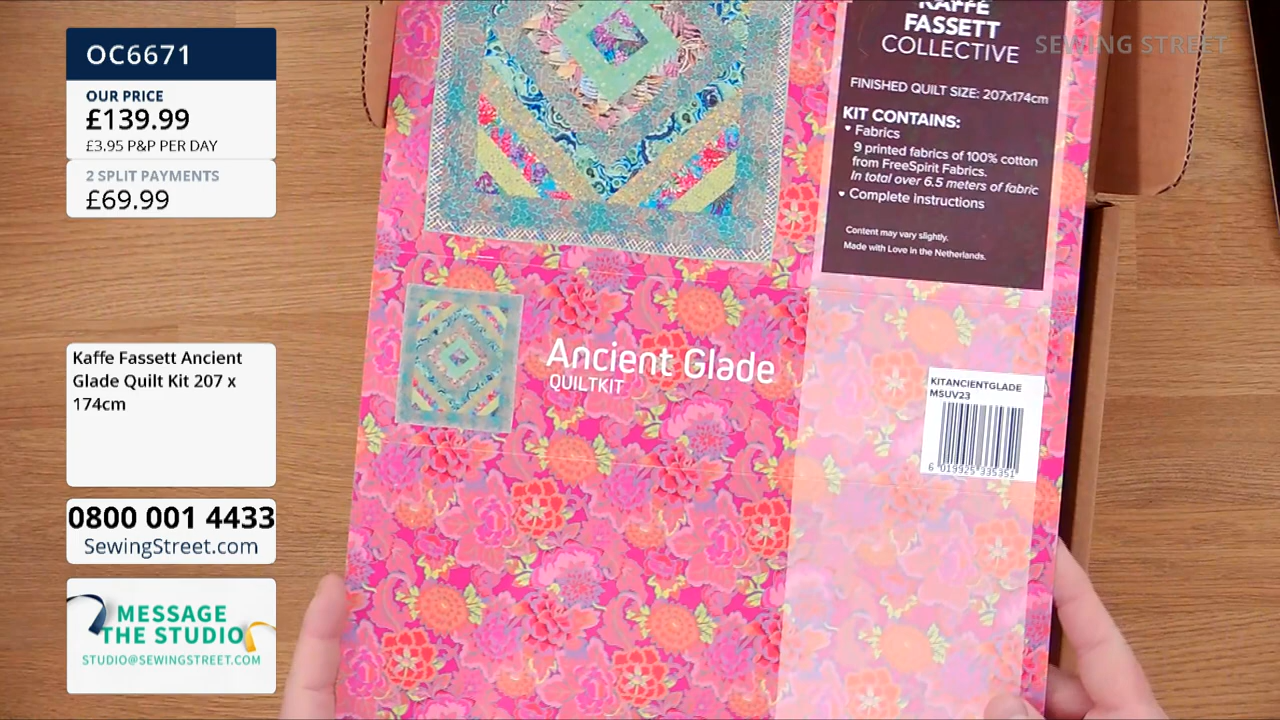 OC6671
OUR PRICE
£139.99
£3.95 P&P PER DAY
2 SPLIT PAYMENTS
£69.99
Kaffe Fassett Ancient
Glade Quilt Kit 207 x
174cm
0800 001 4433
SewingStreet.com
MESSAGE
THE STUDIO
STUDIO@SEWINGSTREET.COM
SEWING STREET
KAFFE
FASSETT
COLLECTIVE
FINISHED QUILT SIZE: 207x174cm
KIT CONTAINS:
♥ Fabrics
9 printed fabrics of 100% cotton
from FreeSpirit Fabrics.
In total over 6.5 meters of fabric
♥ Complete instructions
Content may vary slightly.
Made with Love in the Netherlands.
Ancient Glade
QUILTKIT
KITANCIENTGLADE
MSUV23
6 019925 335351